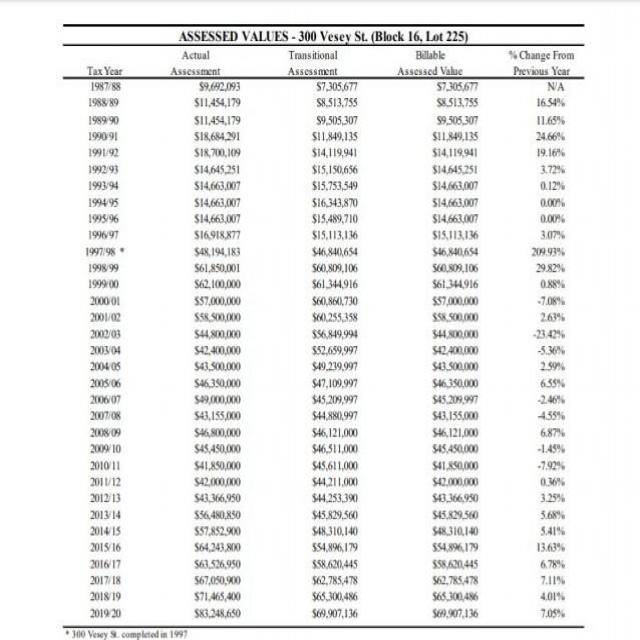 ASSESSED VALUES - 300 Vesey St. (Block 16, Lot 225)
Actual Transitional Billable % Change From
Tax Year Assessment Assessment Assessed Value Previous Year
1987/88 $9,692,093 $7,305,677 $7,305,677 N/A
1988/89 $11,454,179 $8,513,755 $8,513,755 16.54%
1989/90 $11,454,179 $9,505,307 $9,505,307 11.65%
1990/91 $18,684,291 $11,849,135 $11,849,135 24.66%
1991/92 $18,700,109 $14,119,941 $14,119,941 19.16%
1992/93 $14,645,251 $15,150,656 $14,645,251 3.72%
1993/94 $14,663,007 $15,753,549 $14,663,007 0.12%
1994/95 $14,663,007 $16,343,870 $14,663,007 0.00%
1995/96 $14,663,007 $15,489,710 $14,663,007 0.00%
1996/97 $16,918,877 $15,113,136 $15,113,136 3.07%
1997/98 * $48,194,183 $46,840,654 $46,840,654 209.93%
1998/99 $61,850,001 $60,809,106 $60,809,106 29.82%
1999/00 $62,100,000 $61,344,916 $61,344,916 0.88%
2000/01 $57,000,000 $60,860,730 $57,000,000 -7.08%
2001/02 $58,500,000 $60,255,358 $58,500,000 2.63%
2002/03 $44,800,000 $56,849,994 $44,800,000 -23.42%
2003/04 $42,400,000 $52,659,997 $42,400,000 -5.36%
2004/05 $43,500,000 $49,239,997 $43,500,000 2.59%
2005/06 $46,350,000 $47,109,997 $46,350,000 6.55%
2006/07 $49,000,000 $45,209,997 $45,209,997 -2.46%
2007/08 $43,155,000 $44,880,997 $43,155,000 -4.55%
2008/09 $46,800,000 $46,121,000 $46,121,000 6.87%
2009/10 $45,450,000 $46,511,000 $45,450,000 -1.45%
2010/11 $41,850,000 $45,611,000 $41,850,000 -7.92%
2011/12 $42,000,000 $44,211,000 $42,000,000 0.36%
2012/13 $43,366,950 $44,253,390 $43,366,950 3.25%
2013/14 $56,480,850 $45,829,560 $45,829,560 5.68%
2014/15 $57,852,900 $48,310,140 $48,310,140 5.41%
2015/16 $64,243,800 $54,896,179 $54,896,179 13.63%
2016/17 $63,526,950 $58,620,445 $58,620,445 6.78%
2017/18 $67,050,900 $62,785,478 $62,785,478 7.11%
2018/19 $71,465,400 $65,300,486 $65,300,486 4.01%
2019/20 $83,248,650 $69,907,136 $69,907,136 7.05%
* 300 Vesey St. completed in 1997